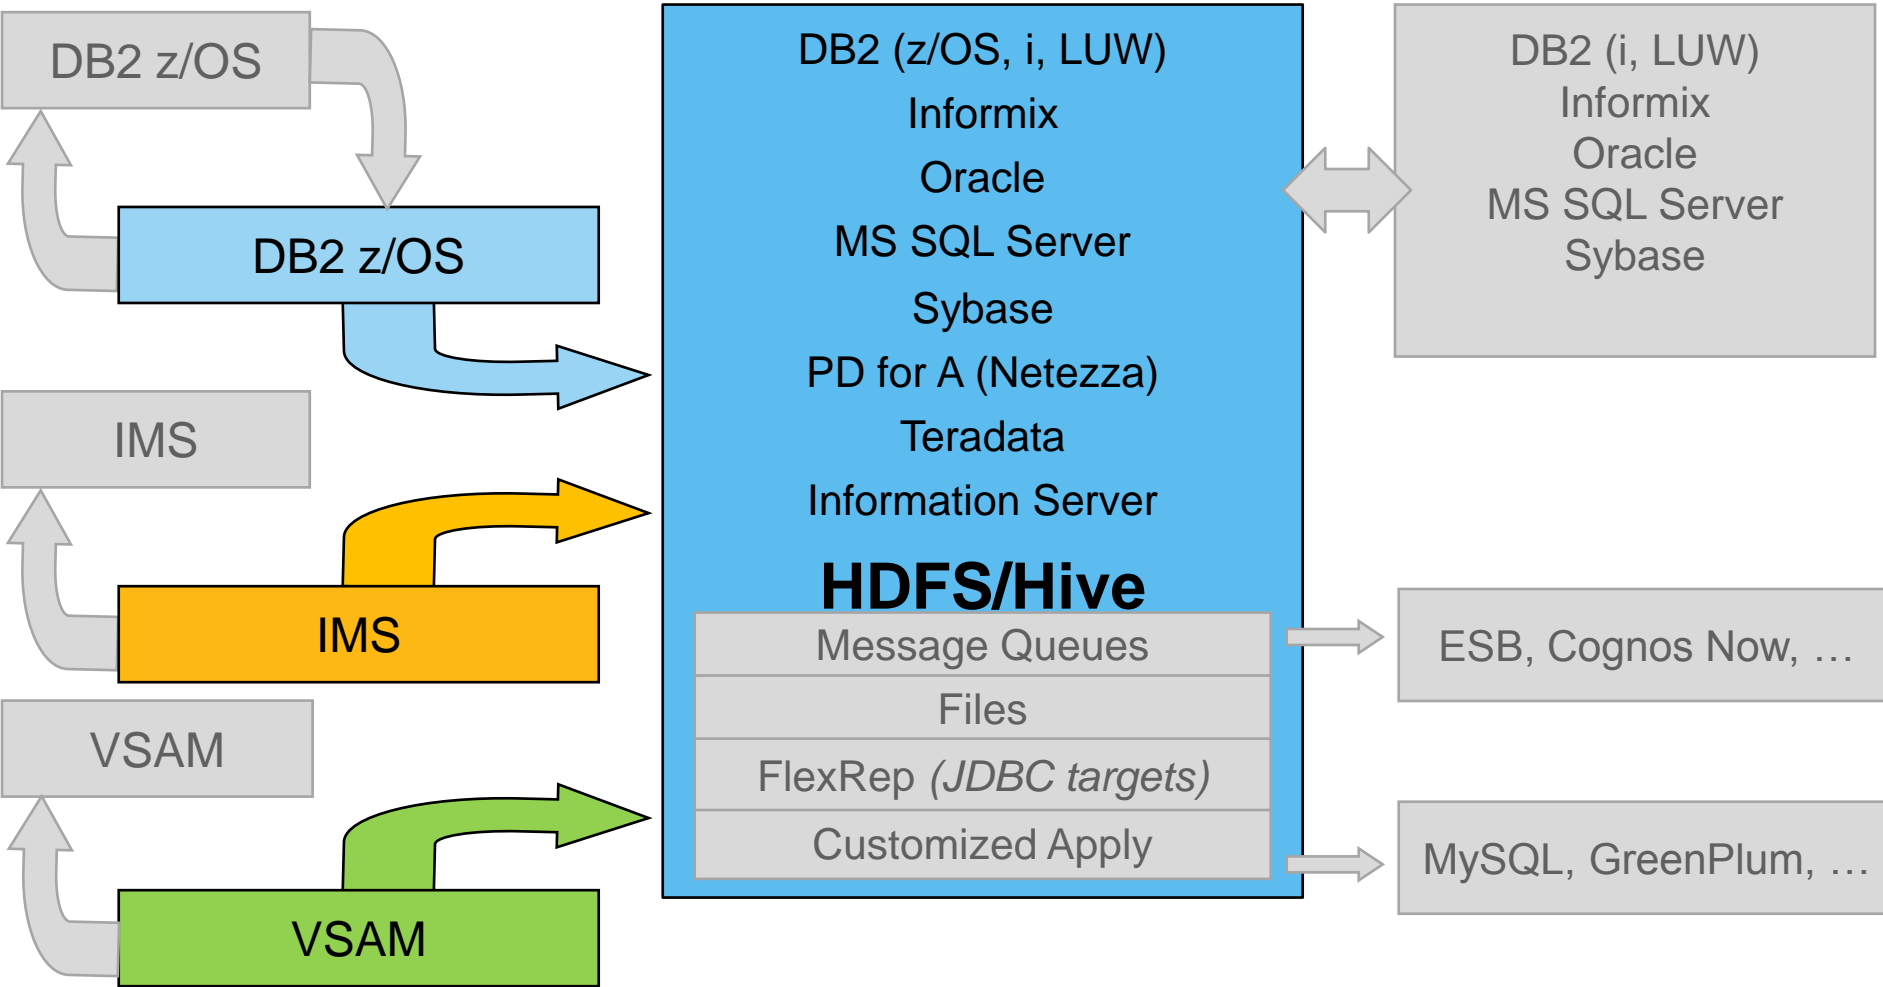 DB2 z/OS
DB2 z/OS
IMS
IMS
VSAM
VSAM
DB2 (z/OS, i, LUW)
Informix
Oracle
MS SQL Server
Sybase
PD for A (Netezza)
Teradata
Information Server
HDFS/Hive
Message Queues
Files
FlexRep (JDBC targets)
Customized Apply
DB2 (i, LUW)
Informix
Oracle
MS SQL Server
Sybase
ESB, Cognos Now, …
MySQL, GreenPlum, …